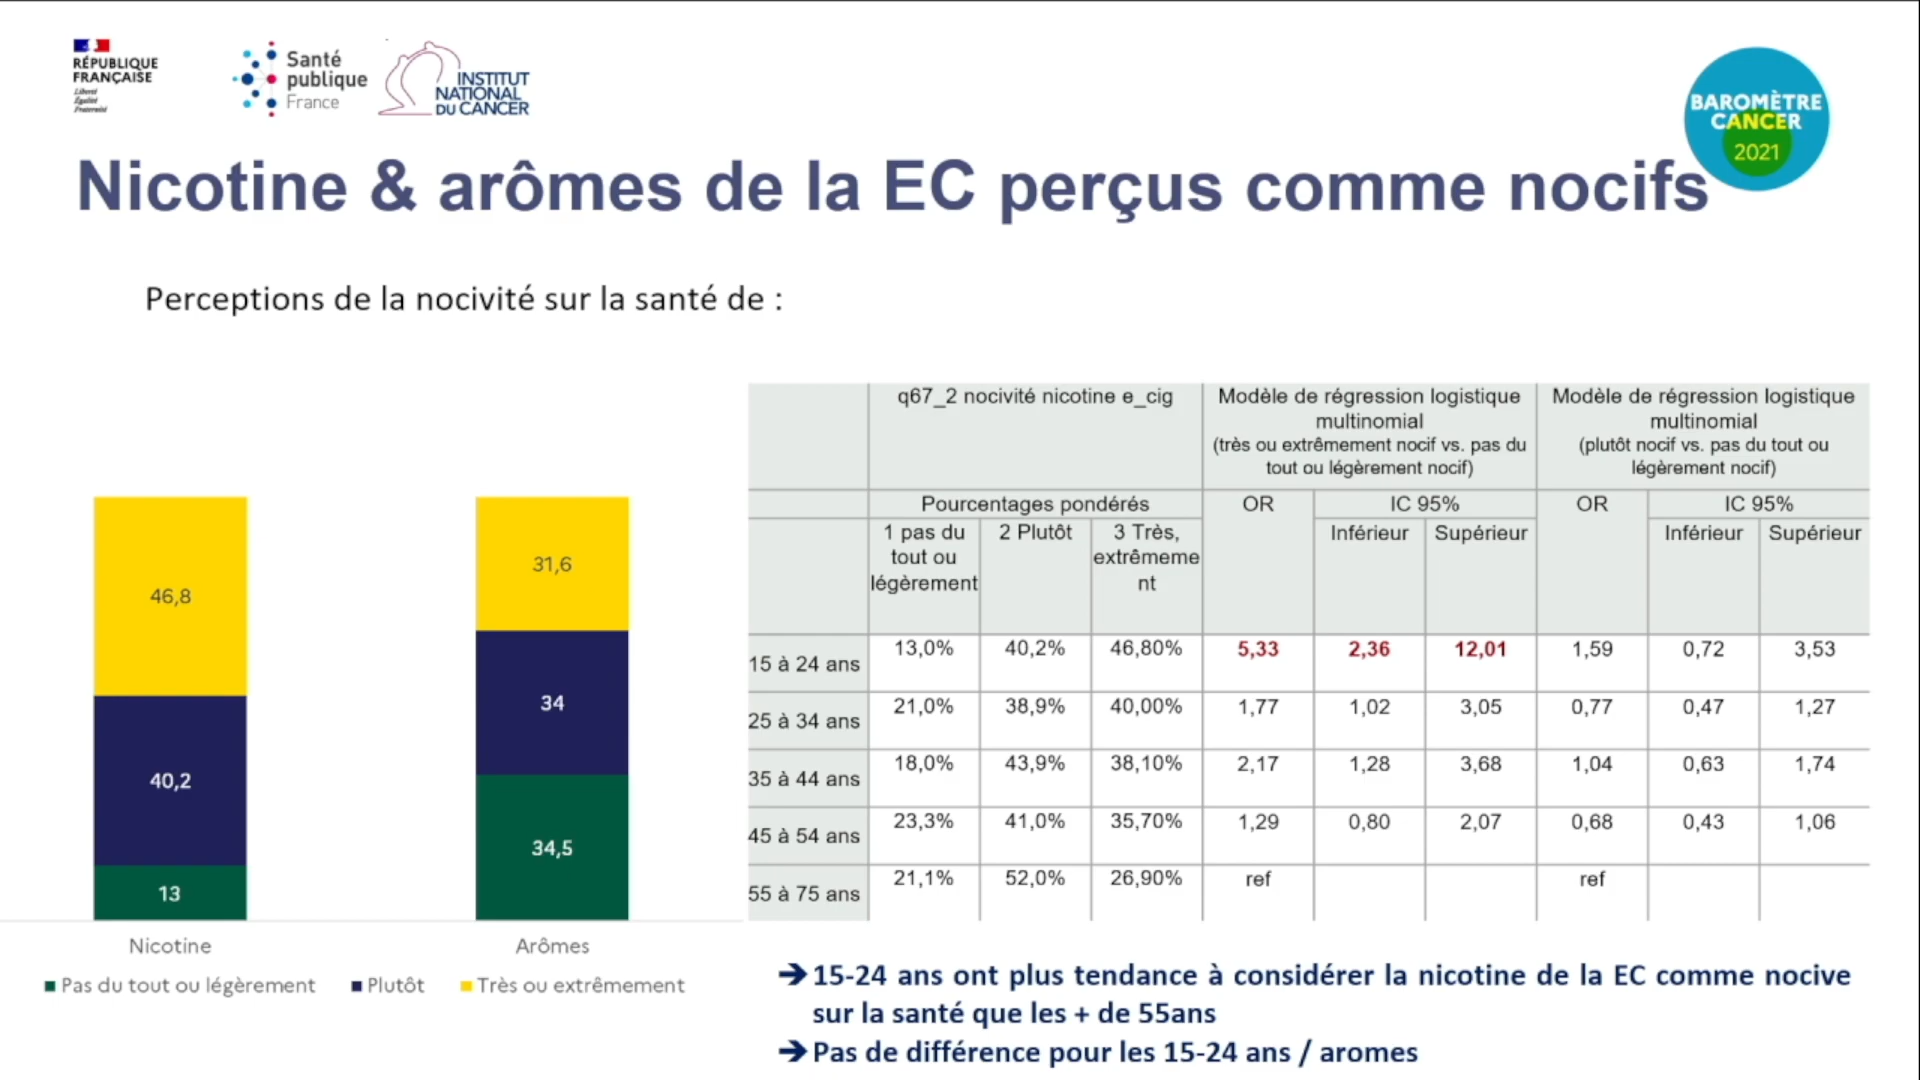 RÉPUBLIQUE
FRANÇAISE
Liberté
Égalité
Fraternité
Santé
publique
France
INSTITUT
NATIONAL
DU CANCER
BAROMÈTRE
CANCER
2021
Nicotine & arômes de la EC perçus comme nocifs
Perceptions de la nocivité sur la santé de :
46,8
40,2
13
Nicotine
31,6
34
34,5
Arômes
Pas du tout ou légèrement Plutôt Très ou extrêmement
q67_2 nocivité nicotine e_cig
Modèle de régression logistique
multinomial
(très ou extrêmement nocif vs. pas du
tout ou légèrement nocif)
Modèle de régression logistique
multinomial
(plutôt nocif vs. pas du tout ou
légèrement nocif)
Pourcentages pondérés OR IC 95% OR IC 95%
1 pas du
tout ou
légèrement
2 Plutôt
3 Très,
extrêmeme
nt
Inférieur Supérieur Inférieur Supérieur
15 à 24 ans 13,0% 40,2% 46,80% 5,33 2,36 12,01 1,59 0,72 3,53
25 à 34 ans 21,0% 38,9% 40,00% 1,77 1,02 3,05 0,77 0,47 1,27
35 à 44 ans 18,0% 43,9% 38,10% 2,17 1,28 3,68 1,04 0,63 1,74
45 à 54 ans 23,3% 41,0% 35,70% 1,29 0,80 2,07 0,68 0,43 1,06
55 à 75 ans 21,1% 52,0% 26,90% ref ref
➔ 15-24 ans ont plus tendance à considérer la nicotine de la EC comme nocive
sur la santé que les + de 55ans
➔ Pas de différence pour les 15-24 ans / aromes